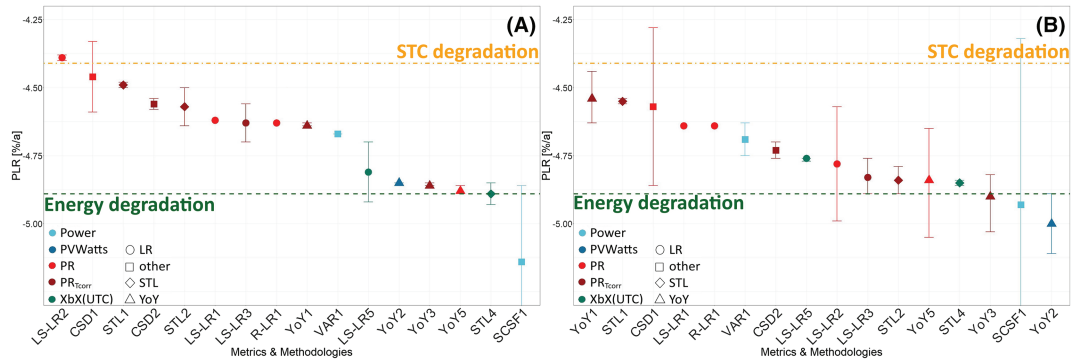 (A)
-4.25
-4.50
-4.75
-5.00
PLR [%/a]
STC degradation
Energy degradation
Power
PVWatts
PR
PRTcorr
XbX(UTC)
LR
other
STL
YoY
LS-LR2
CSD1
STL1
CSD2
STL2
LS-LR1
LS-LR3
R-LR1
YoY1
VAR1
LS-LR5
YoY2
YoY3
YoY5
STL4
SCSF1
Metrics & Methodologies
(B)
-4.25
-4.50
-4.75
-5.00
PLR [%/a]
STC degradation
Energy degradation
Power
PVWatts
PR
PRTcorr
XbX(UTC)
LR
other
STL
YoY
YoY1
STL1
CSD1
LS-LR1
R-LR1
VAR1
CSD2
LS-LR5
LS-LR2
LS-LR3
STL2
YoY5
STL4
YoY3
SCSF1
YoY2
Metrics & Methodologies